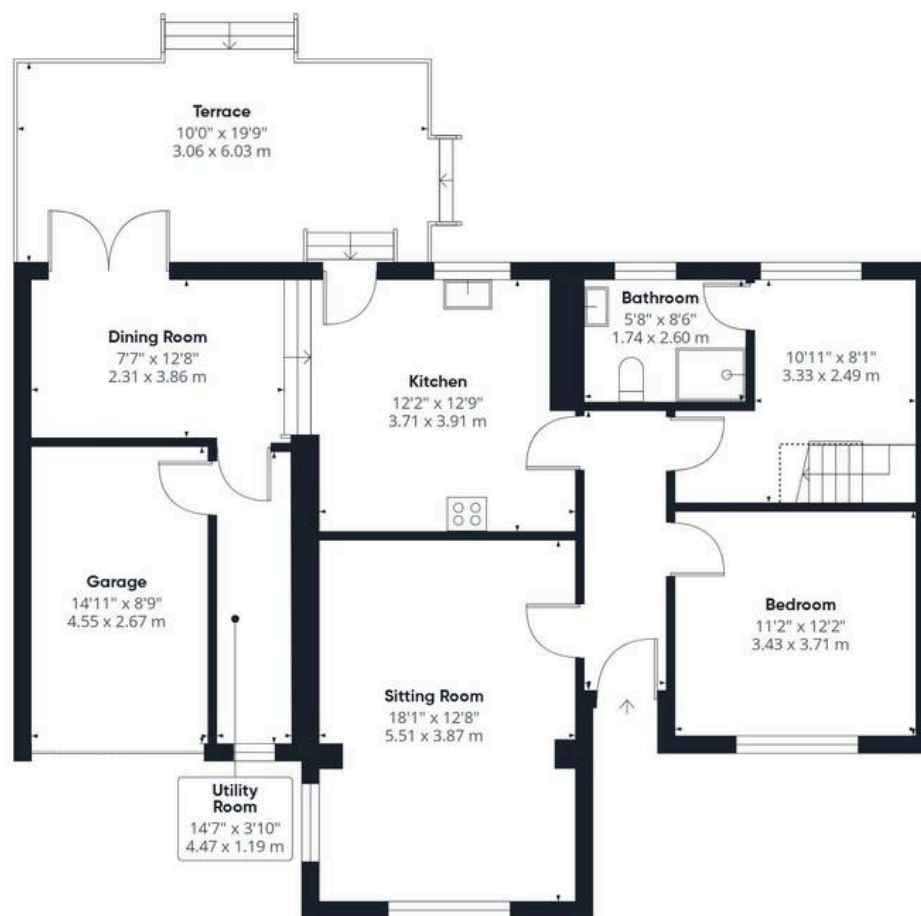 Terrace
10'0" x 19'9"
3.06 x 6.03 m
Dining Room
7'7" x 12'8"
2.31 x 3.86 m
Kitchen
12'2" x 12'9"
3.71 x 3.91 m
Bathroom
5'8" x 8'6"
1.74 x 2.60 m
10'11" x 8'1"
3.33 x 2.49 m
Garage
14'11" x 8'9"
4.55 x 2.67 m
Bedroom
11'2" x 12'2"
3.43 x 3.71 m
Sitting Room
18'1" x 12'8"
5.51 x 3.87 m
Utility
Room
14'7" x 3'10"
4.47 x 1.19 m